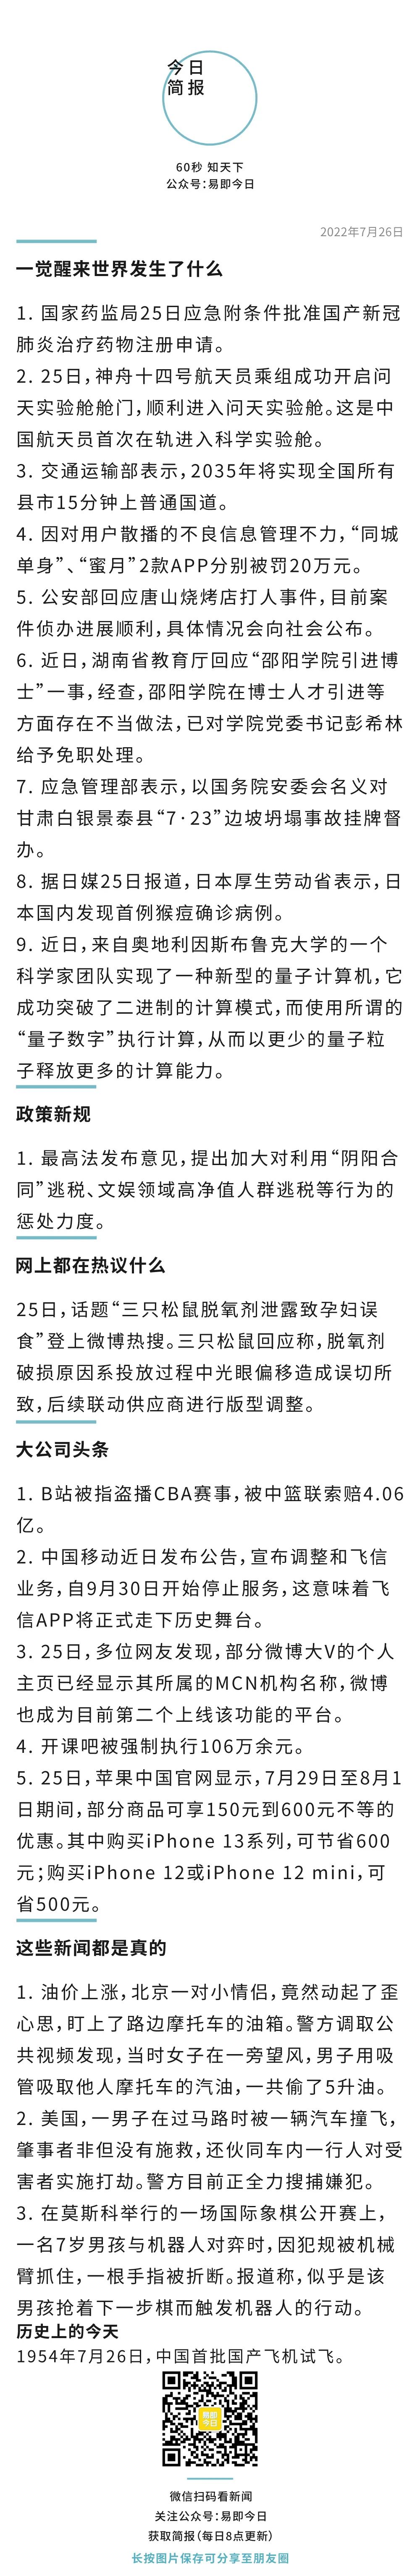 今日
简报
60秒 知天下
公众号：易即今日
2022年7月26日
一觉醒来世界发生了什么
1. 国家药监局25日应急附条件批准国产新冠
肺炎治疗药物注册申请。
2. 25日，神舟十四号航天员乘组成功开启问
天实验舱舱门，顺利进入问天实验舱。这是中
国航天员首次在轨进入科学实验舱。
3. 交通运输部表示，2035年将实现全国所有
县市15分钟上普通国道。
4. 因对用户散播的不良信息管理不力，“同城
单身”、“蜜月”2款APP分别被罚20万元。
5. 公安部回应唐山烧烤店打人事件，目前案
件侦办进展顺利，具体情况会向社会公布。
6. 近日，湖南省教育厅回应“邵阳学院引进博
士”一事，经查，邵阳学院在博士人才引进等
方面存在不当做法，已对学院党委书记彭希林
给予免职处理。
7. 应急管理部表示，以国务院安委会名义对
甘肃白银景泰县“7·23”边坡坍塌事故挂牌督
办。
8. 据日媒25日报道，日本厚生劳动省表示，日
本国内发现首例猴痘确诊病例。
9. 近日，来自奥地利因斯布鲁克大学的一个
科学家团队实现了一种新型的量子计算机，它
成功突破了二进制的计算模式，而使用所谓的
“量子数字”执行计算，从而以更少的量子粒
子释放更多的计算能力。
政策新规
1. 最高法发布意见，提出加大对利用“阴阳合
同”逃税、文娱领域高净值人群逃税等行为的
惩处力度。
网上都在热议什么
25日，话题“三只松鼠脱氧剂泄露致孕妇误
食”登上微博热搜。三只松鼠回应称，脱氧剂
破损原因系投放过程中光眼偏移造成误切所
致，后续联动供应商进行版型调整。
大公司头条
1. B站被指盗播CBA赛事，被中篮联索赔4.06
亿。
2. 中国移动近日发布公告，宣布调整和飞信
业务，自9月30日开始停止服务，这意味着飞
信APP将正式走下历史舞台。
3. 25日，多位网友发现，部分微博大V的个人
主页已经显示其所属的MCN机构名称，微博
也成为目前第二个上线该功能的平台。
4. 开课吧被强制执行106万余元。
5. 25日，苹果中国官网显示，7月29日至8月1
日期间，部分商品可享150元到600元不等的
优惠。其中购买iPhone 13系列，可节省600
元；购买iPhone 12或iPhone 12 mini，可
省500元。
这些新闻都是真的
1. 油价上涨，北京一对小情侣，竟然动起了歪
心思，盯上了路边摩托车的油箱。警方调取公
共视频发现，当时女子在一旁望风，男子用吸
管吸取他人摩托车的汽油，一共偷了5升油。
2. 美国，一男子在过马路时被一辆汽车撞飞，
肇事者非但没有施救，还伙同车内一行人对受
害者实施打劫。警方目前正全力搜捕嫌犯。
3. 在莫斯科举行的一场国际象棋公开赛上，
一名7岁男孩与机器人对弈时，因犯规被机械
臂抓住，一根手指被折断。报道称，似乎是该
男孩抢着下一步棋而触发机器人的行动。
历史上的今天
1954年7月26日，中国首批国产飞机试飞。
易即
今日
微信扫码看新闻
关注公众号：易即今日
获取简报（每日8点更新）
长按图片保存可分享至朋友圈